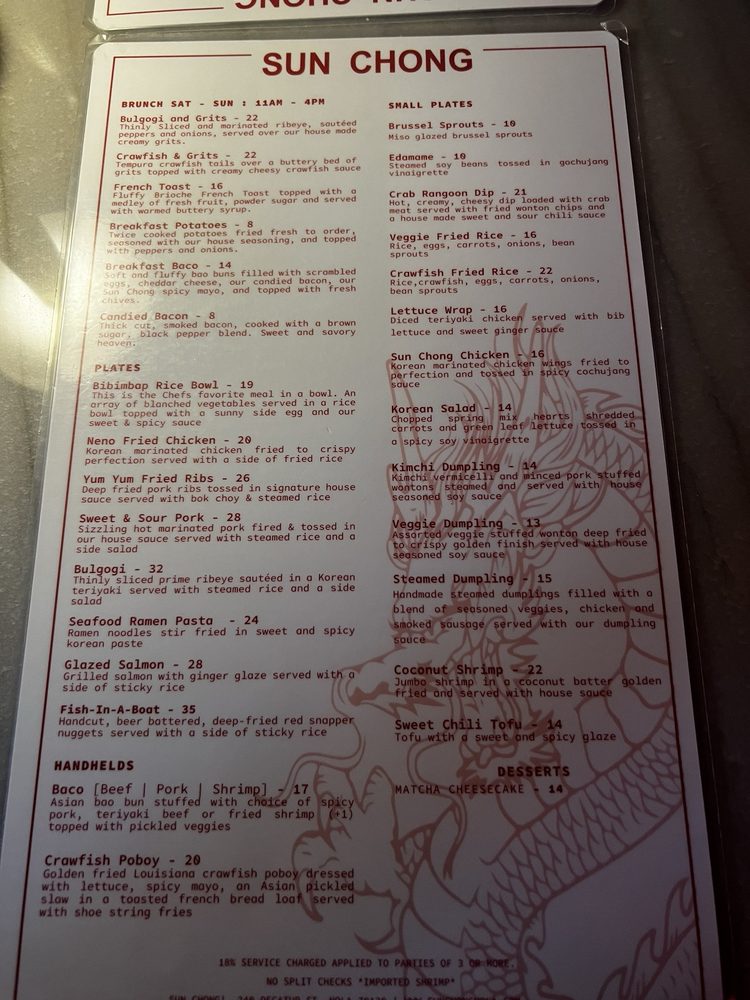 SUN CHONG
BRUNCH SAT - SUN : 11AM - 4PM
Bulgogi and Grits - 22
Thinly Sliced and marinated ribeye, sautéed
peppers and onions, served over our house made
creamy grits.
Crawfish & Grits - 22
Tempura crawfish tails over a buttery bed of
grits topped with creamy cheesy crawfish sauce
French Toast - 16
Fluffy Brioche French Toast topped with a
medley of fresh fruit, powder sugar and served
with warmed buttery syrup.
Breakfast Potatoes - 8
Twice cooked potatoes fried fresh to order,
seasoned with our house seasoning, and topped
with peppers and onions.
Breakfast Baco - 14
Soft and fluffy bao buns filled with scrambled
eggs, cheddar cheese, our candied bacon, our
Sun Chong spicy mayo, and topped with fresh
chives.
Candied Bacon - 8
Thick cut, smoked bacon, cooked with a brown
sugar, black pepper blend. Sweet and savory
heaven.
PLATES
Bibimbap Rice Bowl - 19
This is the Chefs favorite meal in a bowl. An
array of blanched vegetables served in a rice
bowl topped with a sunny side egg and our
sweet & spicy sauce
Neno Fried Chicken - 20
Korean marinated chicken fried to crispy
perfection served with a side of fried rice
Yum Yum Fried Ribs - 26
Deep fried pork ribs tossed in signature house
sauce served with bok choy & steamed rice
Sweet & Sour Pork - 28
Sizzling hot marinated pork fired & tossed in
our house sauce served with steamed rice and a
side salad
Bulgogi - 32
Thinly sliced prime ribeye sautéed in a Korean
teriyaki served with steamed rice and a side
salad
Seafood Ramen Pasta - 24
Ramen noodles stir fried in sweet and spicy
korean paste
Glazed Salmon - 28
Grilled salmon with ginger glaze served with a
side of sticky rice
Fish-In-A-Boat - 35
Handcut, beer battered, deep-fried red snapper
nuggets served with a side of sticky rice
HANDHELDS
Baco [Beef | Pork | Shrimp] - 17
Asian bao bun stuffed with choice of spicy
pork, teriyaki beef or fried shrimp (+1)
topped with pickled veggies
Crawfish Poboy - 20
Golden fried Louisiana crawfish poboy dressed
with lettuce, spicy mayo, an Asian pickled
slaw in a toasted french bread loaf served
with shoe string fries
SMALL PLATES
Brussel Sprouts - 10
Miso glazed brussel sprouts
Edamame - 10
Steamed soy beans tossed in gochujang
vinaigrette
Crab Rangoon Dip - 21
Hot, creamy, cheesy dip loaded with crab
meat served with fried wonton chips and
a house made sweet and sour chili sauce
Veggie Fried Rice - 16
Rice, eggs, carrots, onions, bean
sprouts
Crawfish Fried Rice - 22
Rice,crawfish, eggs, carrots, onions,
bean sprouts
Lettuce Wrap - 16
Diced teriyaki chicken served with bib
lettuce and sweet ginger sauce
Sun Chong Chicken - 16
Korean marinated chicken wings fried to
perfection and tossed in spicy cochujang
sauce
Korean Salad - 14
Chopped spring mix hearts shredded
carrots and green leaf lettuce tossed in
a spicy soy vinaigrette
Kimchi Dumpling - 14
Kimchi vermicelli and minced pork stuffed
wontons steamed and served with house
seasoned soy sauce
Veggie Dumpling - 13
Assorted veggie stuffed wonton deep fried
to crispy golden finish served with house
seasoned soy sauce
Steamed Dumpling - 15
Handmade steamed dumplings filled with a
blend of seasoned veggies, chicken and
smoked sausage served with our dumpling
sauce
Coconut Shrimp - 22
Jumbo shrimp in a coconut batter golden
fried and served with house sauce
Sweet Chili Tofu - 14
Tofu with a sweet and spicy glaze
DESSERTS
MATCHA CHEESECAKE - 14
18% SERVICE CHARGED APPLIED TO PARTIES OF 3 OR MORE.
NO SPLIT CHECKS *IMPORTED SHRIMP*